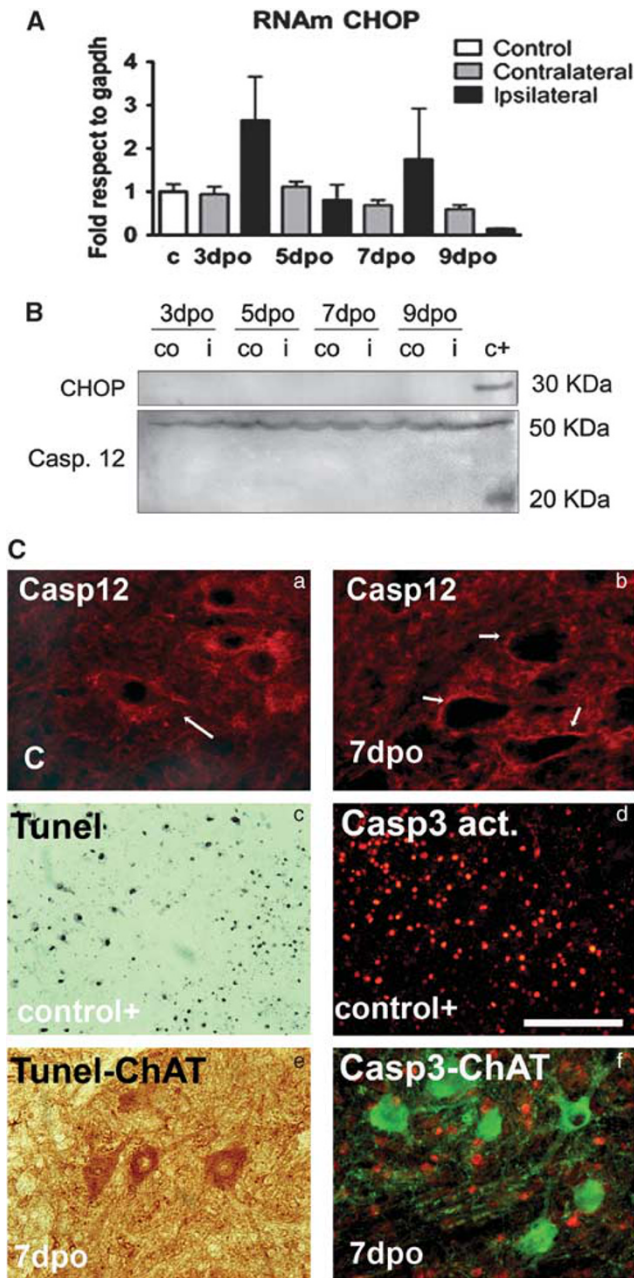 A
RNAm CHOP
Control
Contralateral
Ipsilateral
Fold respect to gapdh
4
3
2
1
0
c 3dpo 5dpo 7dpo 9dpo
B
3dpo 5dpo 7dpo 9dpo
co i co i co i co i c+
CHOP
30 KDa
50 KDa
Casp. 12
20 KDa
C
Casp12
a
C
Casp12
b
7dpo
Tunel
c
control+
Casp3 act.
d
control+
Tunel-ChAT
e
7dpo
Casp3-ChAT
f
7dpo